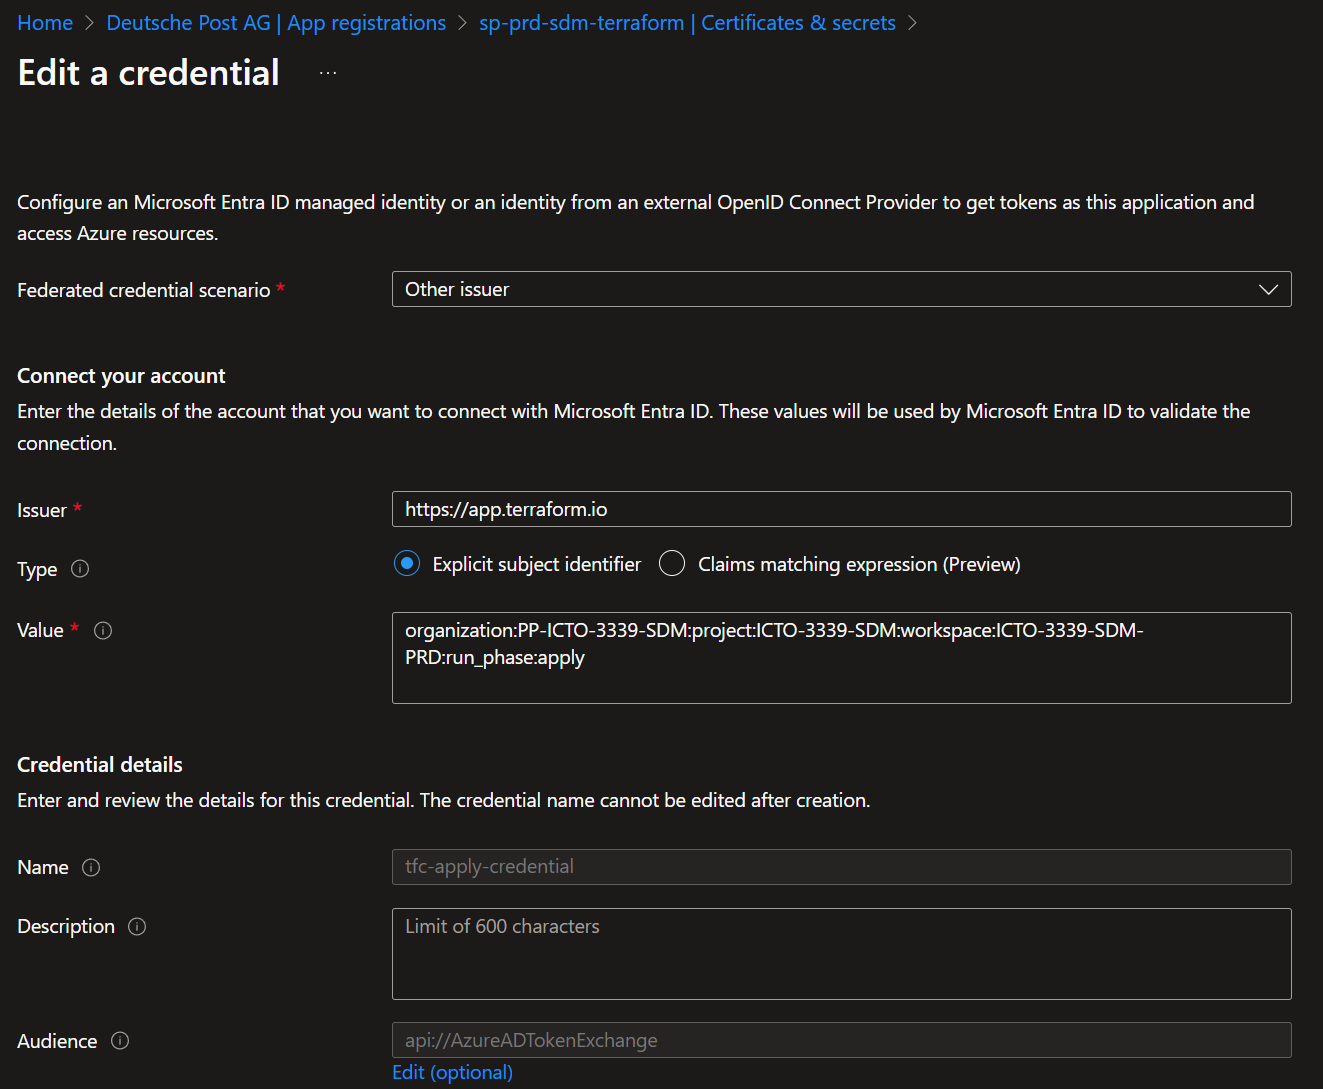 Home > Deutsche Post AG | App registrations > sp-prd-sdm-terraform | Certificates & secrets >
Edit a credential ...
Configure an Microsoft Entra ID managed identity or an identity from an external OpenID Connect Provider to get tokens as this application and
access Azure resources.
Federated credential scenario * Other issuer
Connect your account
Enter the details of the account that you want to connect with Microsoft Entra ID. These values will be used by Microsoft Entra ID to validate the
connection.
Issuer * https://app.terraform.io
Type Explicit subject identifier Claims matching expression (Preview)
Value * organization:PP-ICTO-3339-SDM:project:ICTO-3339-SDM:workspace:ICTO-3339-SDM-
PRD:run_phase:apply
Credential details
Enter and review the details for this credential. The credential name cannot be edited after creation.
Name tfc-apply-credential
Description Limit of 600 characters
Audience api://AzureADTokenExchange
Edit (optional)